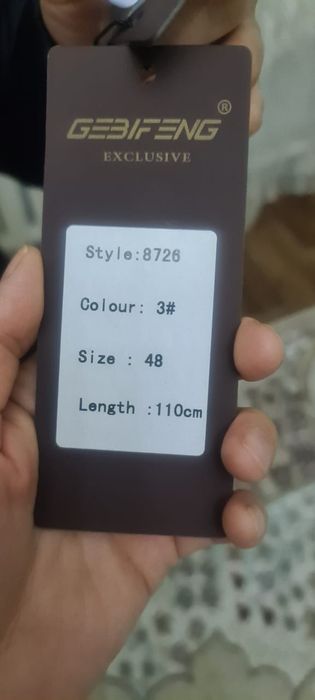 GEBIFENG®
EXCLUSIVE
Style:8726
Colour: 3#
Size : 48
Length :110cm